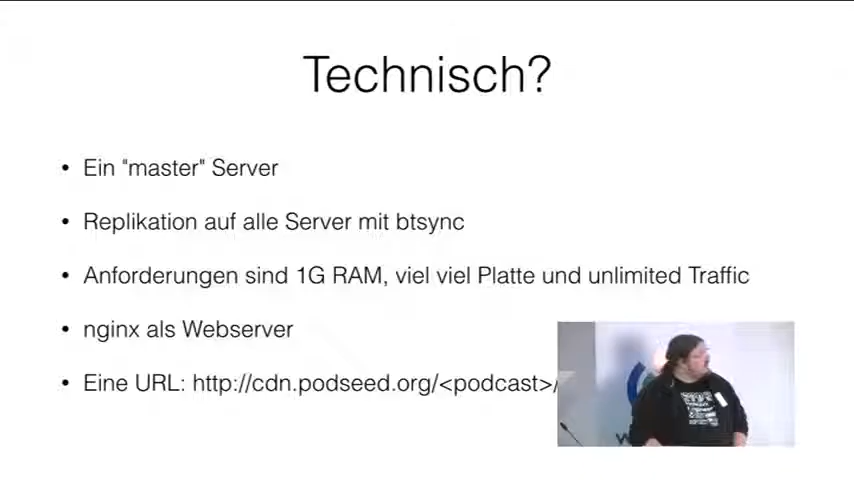 Technisch?
• Ein "master" Server
• Replikation auf alle Server mit btsync
• Anforderungen sind 1G RAM, viel viel Platte und unlimited Traffic
• nginx als Webserver
• Eine URL: http://cdn.podseed.org/<podcast>/